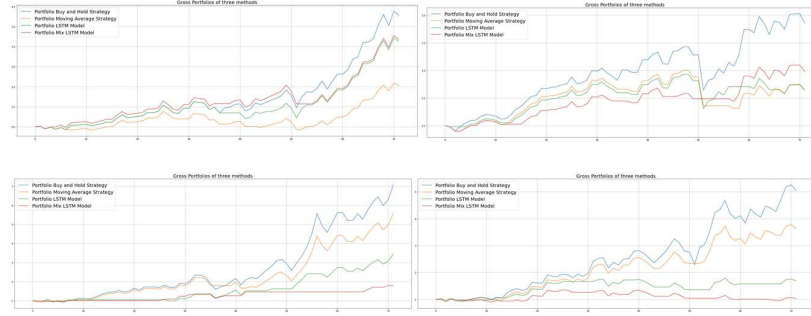 Gross Portfolios of three methods
Portfolio Buy and Hold Strategy
Portfolio Moving Average Strategy
Portfolio LSTM Model
Portfolio Mix LSTM Model
Gross Portfolios of three methods
Portfolio Buy and Hold Strategy
Portfolio Moving Average Strategy
Portfolio LSTM Model
Portfolio Mix LSTM Model
Gross Portfolios of three methods
Portfolio Buy and Hold Strategy
Portfolio Moving Average Strategy
Portfolio LSTM Model
Portfolio Mix LSTM Model
Gross Portfolios of three methods
Portfolio Buy and Hold Strategy
Portfolio Moving Average Strategy
Portfolio LSTM Model
Portfolio Mix LSTM Model